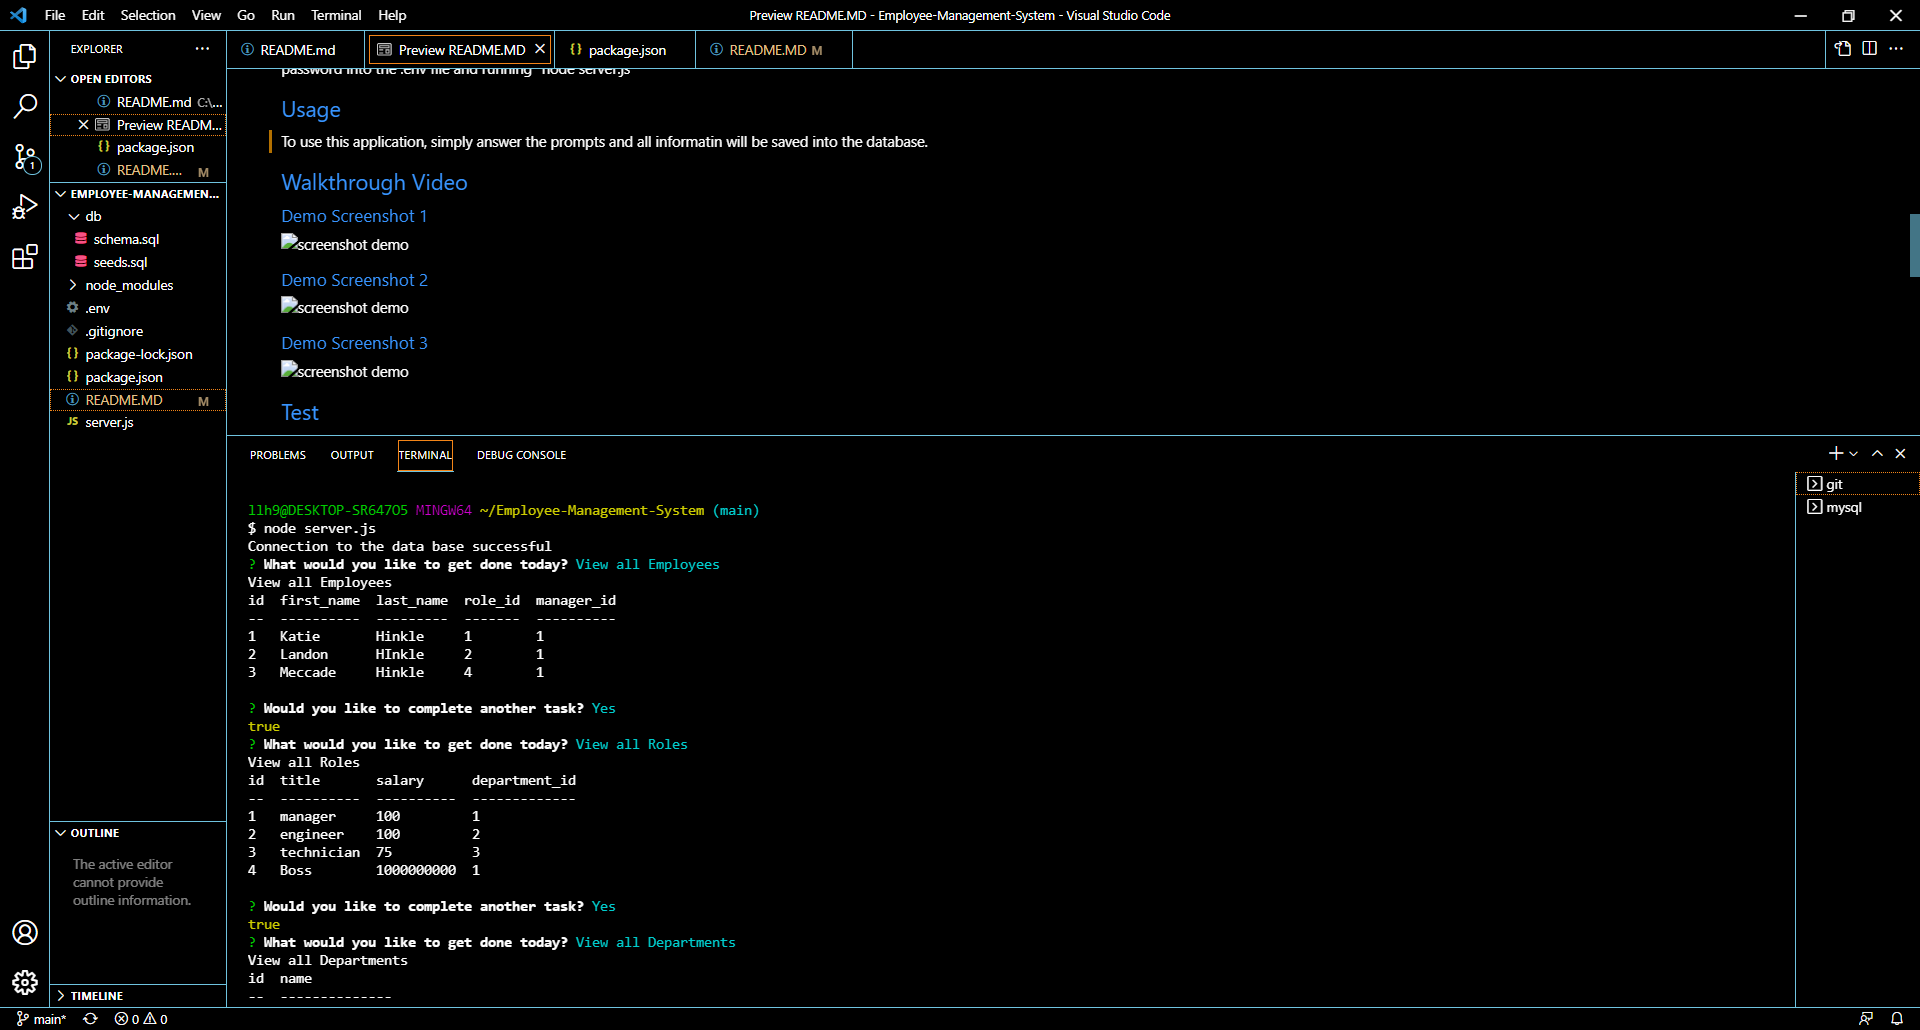 File Edit Selection View Go Run Terminal Help
Preview README.MD - Employee-Management-System - Visual Studio Code
EXPLORER
README.md
Preview README.MD
package.json
README.MD M
OPEN EDITORS
README.md C:\...
Preview READM...
package.json
README.... M
EMPLOYEE-MANAGEMEN...
db
schema.sql
seeds.sql
node_modules
.env
.gitignore
package-lock.json
package.json
README.MD M
server.js
OUTLINE
The active editor
cannot provide
outline information.
TIMELINE
password into the .env file and running "node server.js"
Usage
To use this application, simply answer the prompts and all informatin will be saved into the database.
Walkthrough Video
Demo Screenshot 1
screenshot demo
Demo Screenshot 2
screenshot demo
Demo Screenshot 3
screenshot demo
Test
PROBLEMS OUTPUT TERMINAL DEBUG CONSOLE
git
mysql
llh9@DESKTOP-SR647O5 MINGW64 ~/Employee-Management-System (main)
$ node server.js
Connection to the data base successful
? What would you like to get done today? View all Employees
View all Employees
id first_name last_name role_id manager_id
-- ---------- --------- ------- ----------
1 Katie Hinkle 1 1
2 Landon HInkle 2 1
3 Meccade Hinkle 4 1
? Would you like to complete another task? Yes
true
? What would you like to get done today? View all Roles
View all Roles
id title salary department_id
-- ---------- ---------- -------------
1 manager 100 1
2 engineer 100 2
3 technician 75 3
4 Boss 1000000000 1
? Would you like to complete another task? Yes
true
? What would you like to get done today? View all Departments
View all Departments
id name
-- --------------
main* 0 0
1